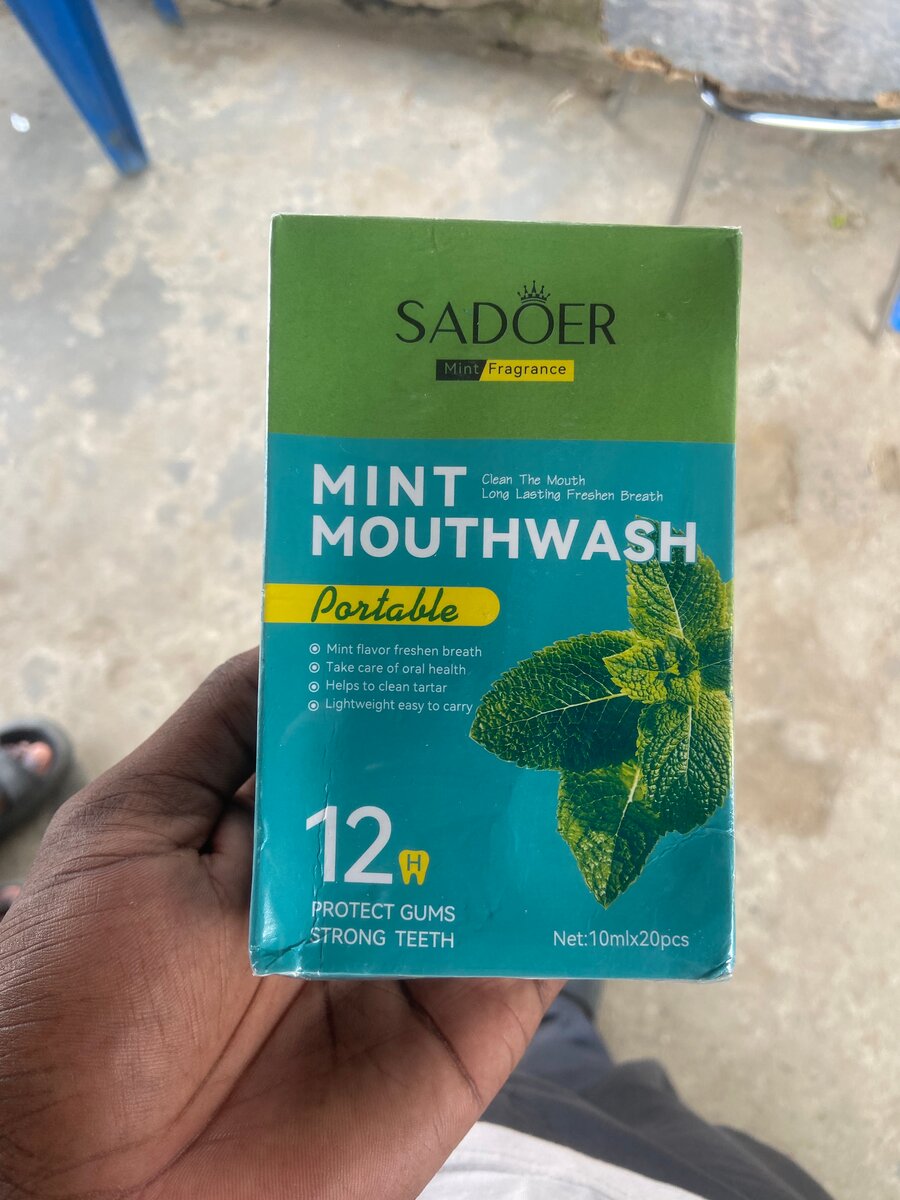 SADOER
Mint Fragrance
MINT
Clean The Mouth
Long Lasting Freshen Breath
MOUTHWASH
Portable
Mint flavor freshen breath
Take care of oral health
Helps to clean tartar
Lightweight easy to carry
12H
PROTECT GUMS
STRONG TEETH
Net:10mlx20pcs